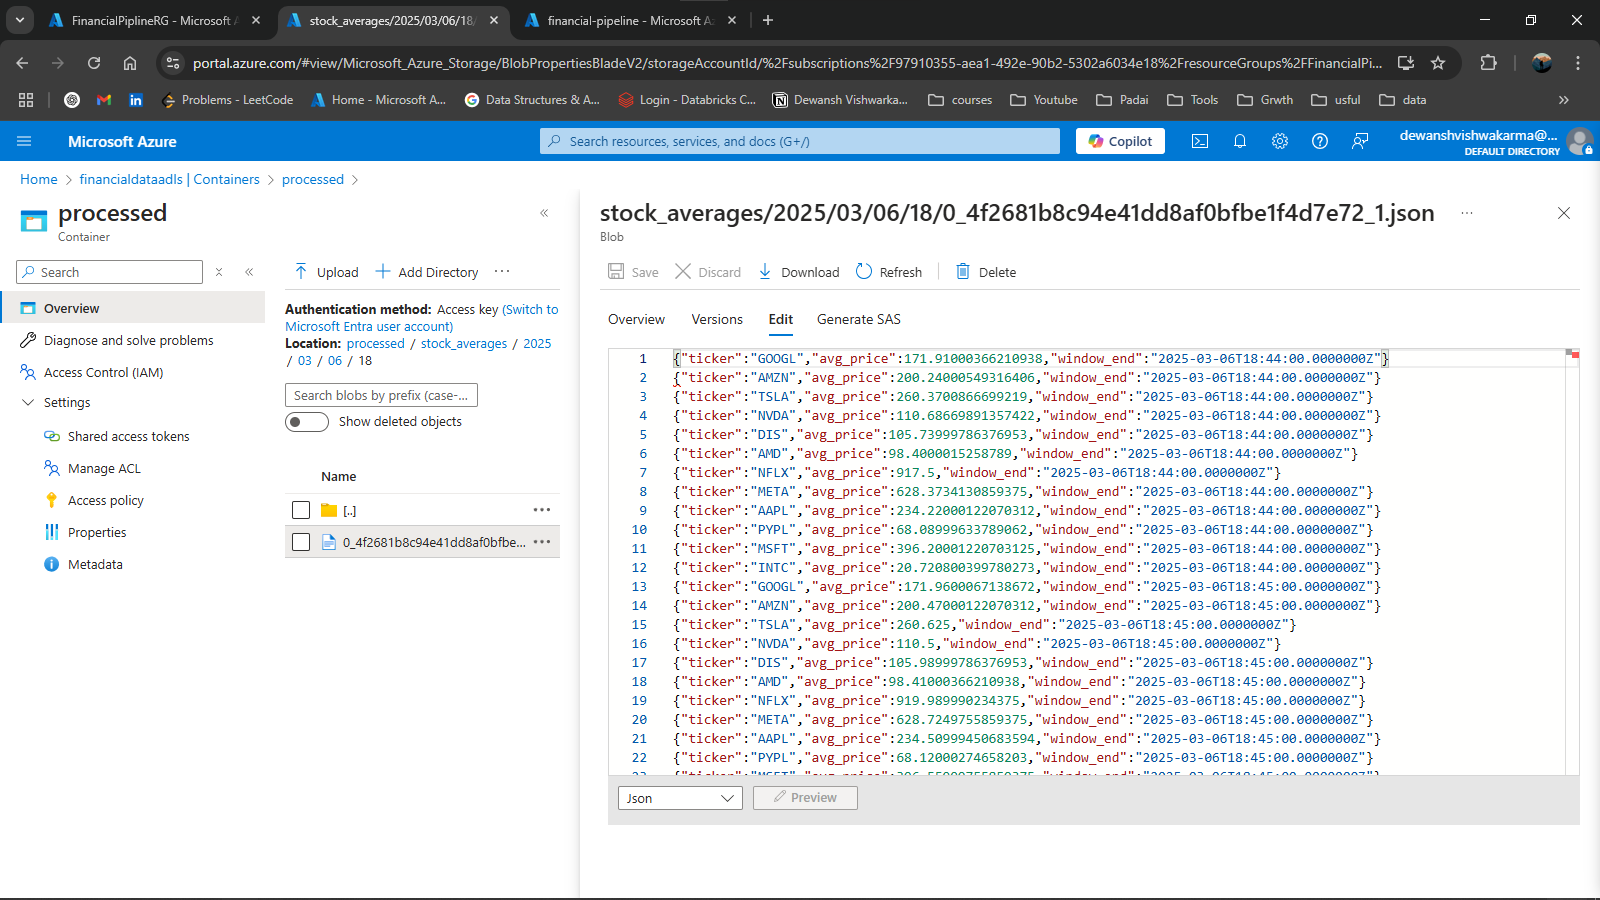 FinancialPiplineRG - Microsoft A
stock_averages/2025/03/06/18/
financial-pipeline - Microsoft Az
portal.azure.com/#view/Microsoft_Azure_Storage/BlobPropertiesBladeV2/storageAccountId/%2Fsubscriptions%2F97910355-aea1-492e-90b2-5302a6034e18%2FresourceGroups%2FFinancialPi...
Problems - LeetCode
Home - Microsoft A...
Data Structures & A...
Login - Databricks C...
Dewansh Vishwarka...
courses
Youtube
Padai
Tools
Grwth
usful
data
Microsoft Azure
Search resources, services, and docs (G+/)
Copilot
dewanshvishwakarma@...
DEFAULT DIRECTORY
Home > financialdataadls | Containers > processed >
processed
Container
Search
Overview
Diagnose and solve problems
Access Control (IAM)
Settings
Shared access tokens
Manage ACL
Access policy
Properties
Metadata
Upload
Add Directory
Authentication method: Access key (Switch to
Microsoft Entra user account)
Location: processed / stock_averages / 2025
/ 03 / 06 / 18
Search blobs by prefix (case-...
Show deleted objects
Name
[..]
0_4f2681b8c94e41dd8af0bfbe...
stock_averages/2025/03/06/18/0_4f2681b8c94e41dd8af0bfbe1f4d7e72_1.json
Blob
Save
Discard
Download
Refresh
Delete
Overview
Versions
Edit
Generate SAS
1 {"ticker":"GOOGL","avg_price":171.91000366210938,"window_end":"2025-03-06T18:44:00.0000000Z"}
2 {"ticker":"AMZN","avg_price":200.24000549316406,"window_end":"2025-03-06T18:44:00.0000000Z"}
3 {"ticker":"TSLA","avg_price":260.3700866699219,"window_end":"2025-03-06T18:44:00.0000000Z"}
4 {"ticker":"NVDA","avg_price":110.68669891357422,"window_end":"2025-03-06T18:44:00.0000000Z"}
5 {"ticker":"DIS","avg_price":105.73999786376953,"window_end":"2025-03-06T18:44:00.0000000Z"}
6 {"ticker":"AMD","avg_price":98.4000015258789,"window_end":"2025-03-06T18:44:00.0000000Z"}
7 {"ticker":"NFLX","avg_price":917.5,"window_end":"2025-03-06T18:44:00.0000000Z"}
8 {"ticker":"META","avg_price":628.3734130859375,"window_end":"2025-03-06T18:44:00.0000000Z"}
9 {"ticker":"AAPL","avg_price":234.22000122070312,"window_end":"2025-03-06T18:44:00.0000000Z"}
10 {"ticker":"PYPL","avg_price":68.08999633789062,"window_end":"2025-03-06T18:44:00.0000000Z"}
11 {"ticker":"MSFT","avg_price":396.20001220703125,"window_end":"2025-03-06T18:44:00.0000000Z"}
12 {"ticker":"INTC","avg_price":20.720800399780273,"window_end":"2025-03-06T18:44:00.0000000Z"}
13 {"ticker":"GOOGL","avg_price":171.9600067138672,"window_end":"2025-03-06T18:45:00.0000000Z"}
14 {"ticker":"AMZN","avg_price":200.47000122070312,"window_end":"2025-03-06T18:45:00.0000000Z"}
15 {"ticker":"TSLA","avg_price":260.625,"window_end":"2025-03-06T18:45:00.0000000Z"}
16 {"ticker":"NVDA","avg_price":110.5,"window_end":"2025-03-06T18:45:00.0000000Z"}
17 {"ticker":"DIS","avg_price":105.98999786376953,"window_end":"2025-03-06T18:45:00.0000000Z"}
18 {"ticker":"AMD","avg_price":98.41000366210938,"window_end":"2025-03-06T18:45:00.0000000Z"}
19 {"ticker":"NFLX","avg_price":919.989990234375,"window_end":"2025-03-06T18:45:00.0000000Z"}
20 {"ticker":"META","avg_price":628.7249755859375,"window_end":"2025-03-06T18:45:00.0000000Z"}
21 {"ticker":"AAPL","avg_price":234.50999450683594,"window_end":"2025-03-06T18:45:00.0000000Z"}
22 {"ticker":"PYPL","avg_price":68.12000274658203,"window_end":"2025-03-06T18:45:00.0000000Z"}
Json
Preview